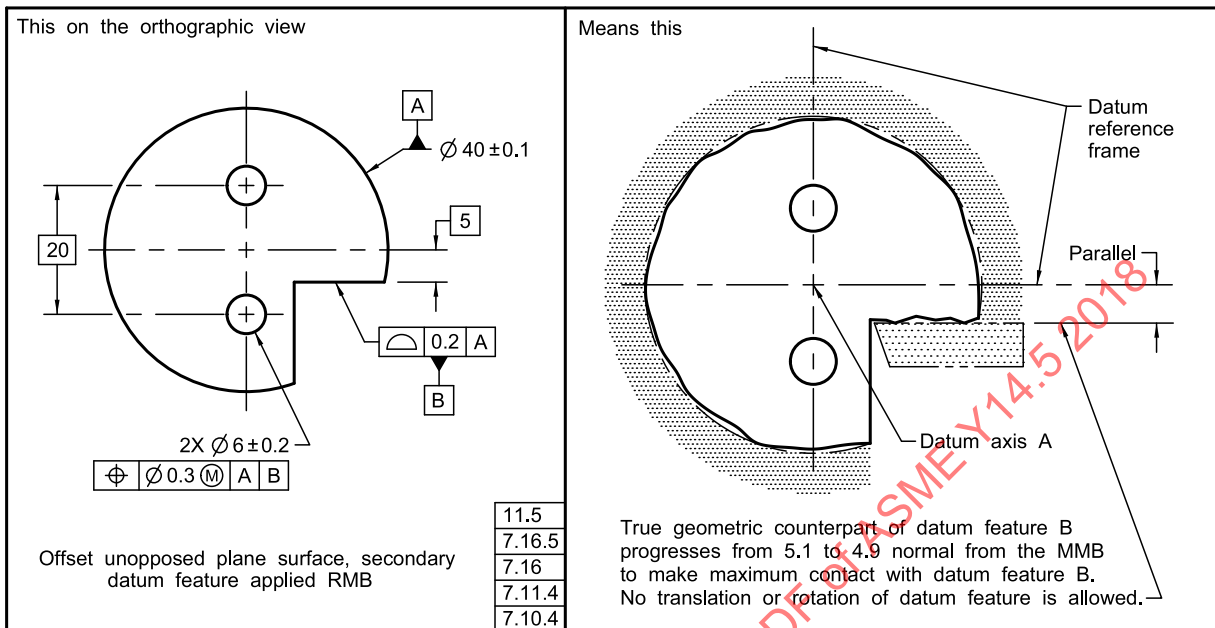 This on the orthographic view
A
Ø 40 ± 0.1
5
20
⌓ 0.2 A
B
2X Ø 6 ± 0.2
⌖ Ø 0.3 Ⓜ A B
Offset unopposed plane surface, secondary
datum feature applied RMB
11.5
7.16.5
7.16
7.11.4
7.10.4
Means this
Datum
reference
frame
Parallel
Datum axis A
True geometric counterpart of datum feature B
progresses from 5.1 to 4.9 normal from the MMB
to make maximum contact with datum feature B.
No translation or rotation of datum feature is allowed.
DF of ASME Y14.5 2018